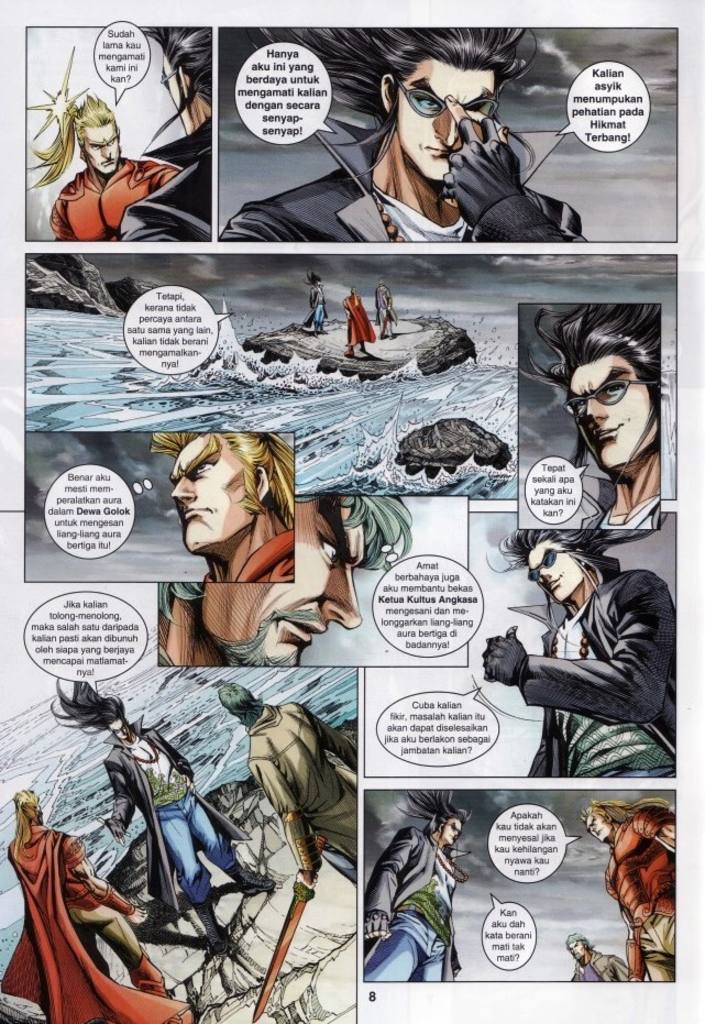 Sudah
lama kau
mengamati
kami ini
kan?
Hanya
aku ini yang
berdaya untuk
mengamati kalian
dengan secara
senyap-
senyap!
Kalian
asyik
menumpukan
pehatian pada
Hikmat
Terbang!
Tetapi,
kerana tidak
percaya antara
satu sama yang lain,
kalian tidak berani
mengamalkan-
nya!
Tepat
sekali apa
yang aku
katakan ini
kan?
Benar aku
mesti mem-
peralatkan aura
dalam Dewa Golok
untuk mengesan
liang-liang aura
bertiga itu!
Amat
berbahaya juga
aku membantu bekas
Ketua Kultus Angkasa
mengesani dan me-
longgarkan liang-liang
aura bertiga di
badannya!
Jika kalian
tolong-menolong,
maka salah satu daripada
kalian pasti akan dibunuh
oleh siapa yang berjaya
mencapai matlamat-
nya!
Cuba kalian
fikir, masalah kalian itu
akan dapat diselesaikan
jika aku berlakon sebagai
jambatan kalian?
Apakah
kau tidak akan
menyesal jika
kau kehilangan
nyawa kau
nanti?
Kan
aku dah
kata berani
mati tak
mati?
8